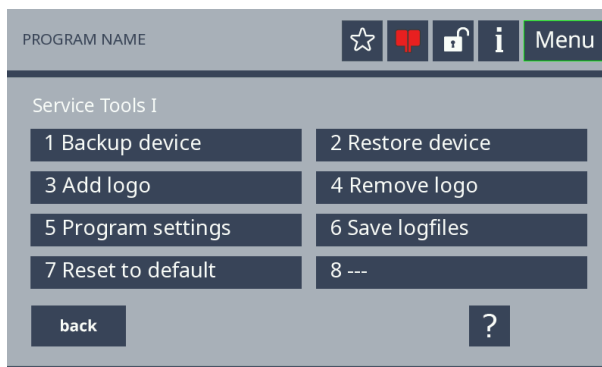 PROGRAM NAME
i
Menu
Service Tools I
1 Backup device
2 Restore device
3 Add logo
4 Remove logo
5 Program settings
6 Save logfiles
7 Reset to default
8 ---
back
?